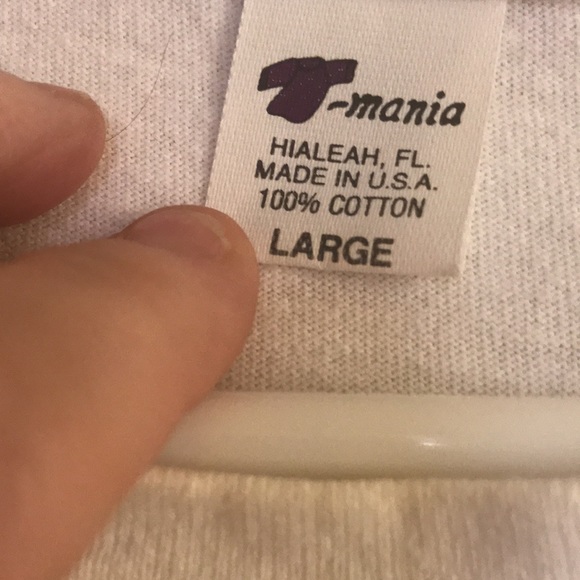 T-mania
HIALEAH, FL.
MADE IN U.S.A.
100% COTTON
LARGE